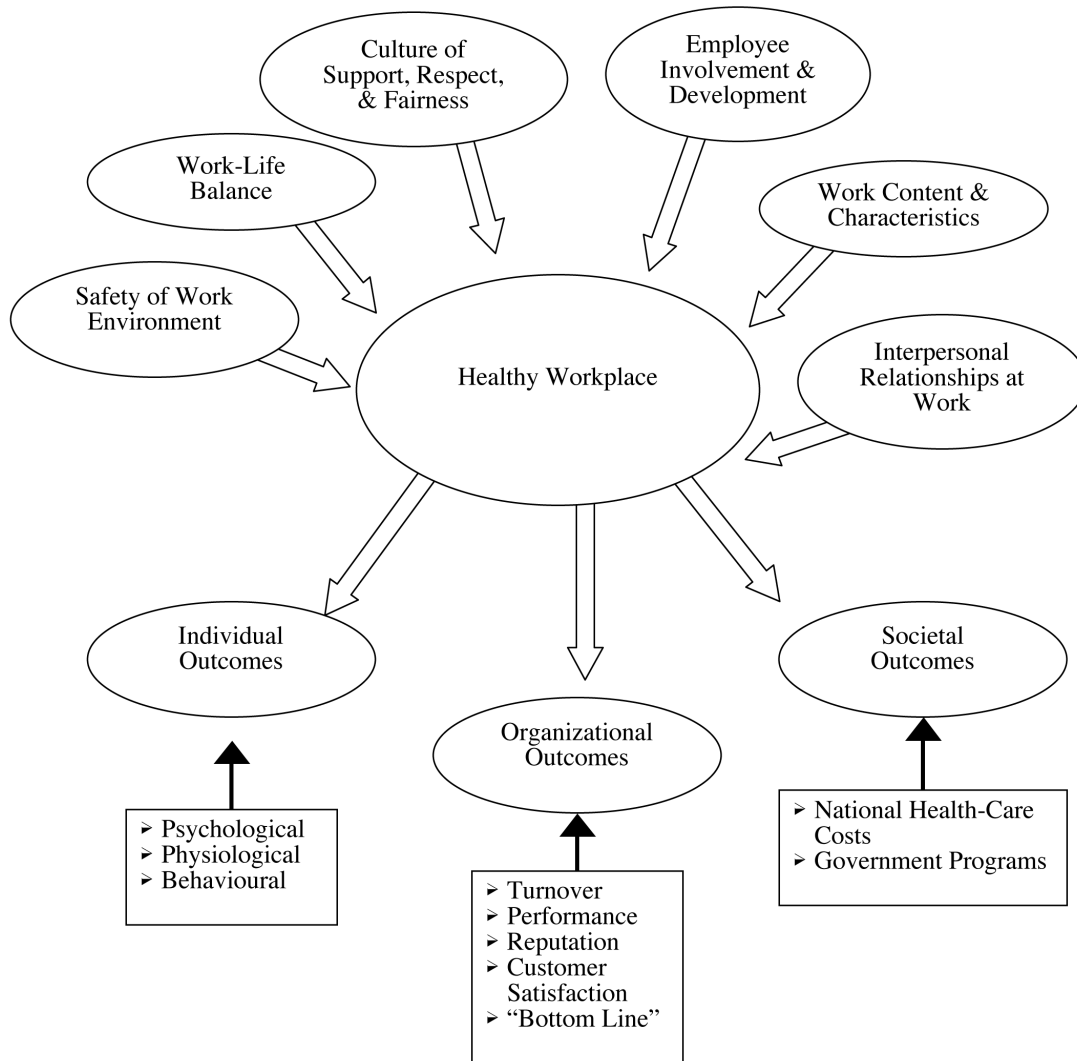 Culture of
Support, Respect,
& Fairness
Employee
Involvement &
Development
Work-Life
Balance
Work Content &
Characteristics
Safety of Work
Environment
Healthy Workplace
Interpersonal
Relationships at
Work
Individual
Outcomes
Societal
Outcomes
Organizational
Outcomes
➢ Psychological
➢ Physiological
➢ Behavioural
➢ National Health-Care
Costs
➢ Government Programs
➢ Turnover
➢ Performance
➢ Reputation
➢ Customer
Satisfaction
➢ “Bottom Line”